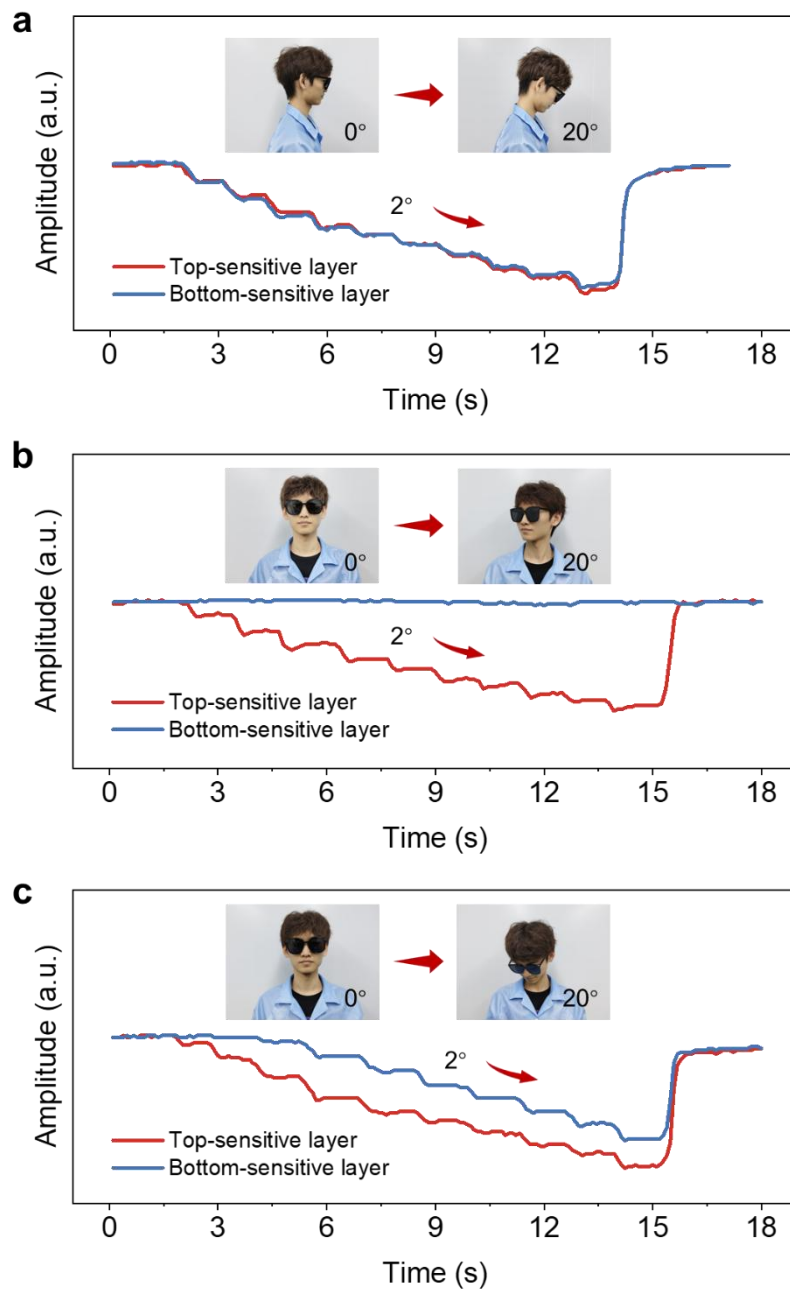 a
Amplitude (a.u.)
0°
20°
2°
Top-sensitive layer
Bottom-sensitive layer
0 3 6 9 12 15 18
Time (s)
b
Amplitude (a.u.)
0°
20°
2°
Top-sensitive layer
Bottom-sensitive layer
0 3 6 9 12 15 18
Time (s)
c
Amplitude (a.u.)
0°
20°
2°
Top-sensitive layer
Bottom-sensitive layer
0 3 6 9 12 15 18
Time (s)